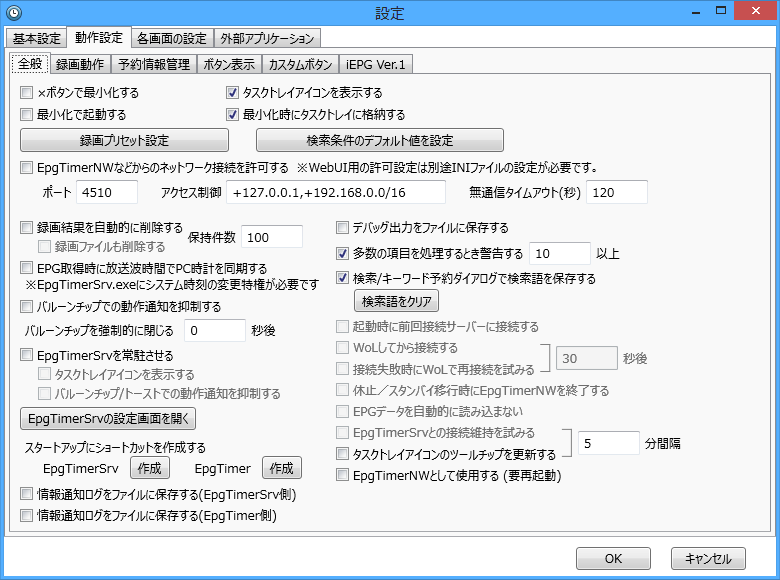 設定
基本設定 動作設定 各画面の設定 外部アプリケーション
全般 録画動作 予約情報管理 ボタン表示 カスタムボタン iEPG Ver.1
×ボタンで最小化する タスクトレイアイコンを表示する
最小化で起動する 最小化時にタスクトレイに格納する
録画プリセット設定 検索条件のデフォルト値を設定
EpgTimerNWなどからのネットワーク接続を許可する ※WebUI用の許可設定は別途INIファイルの設定が必要です。
ポート 4510 アクセス制御 +127.0.0.1,+192.168.0.0/16 無通信タイムアウト(秒) 120
録画結果を自動的に削除する
録画ファイルも削除する
保持件数 100
EPG取得時に放送波時間でPC時計を同期する
※EpgTimerSrv.exeにシステム時刻の変更特権が必要です
バルーンチップでの動作通知を抑制する
バルーンチップを強制的に閉じる 0 秒後
EpgTimerSrvを常駐させる
タスクトレイアイコンを表示する
バルーンチップ/トーストでの動作通知を抑制する
EpgTimerSrvの設定画面を開く
スタートアップにショートカットを作成する
EpgTimerSrv 作成 EpgTimer 作成
情報通知ログをファイルに保存する(EpgTimerSrv側)
情報通知ログをファイルに保存する(EpgTimer側)
デバッグ出力をファイルに保存する
多数の項目を処理するとき警告する 10 以上
検索/キーワード予約ダイアログで検索語を保存する
検索語をクリア
起動時に前回接続サーバーに接続する
WoLしてから接続する
接続失敗時にWoLで再接続を試みる
30 秒後
休止／スタンバイ移行時にEpgTimerNWを終了する
EPGデータを自動的に読み込まない
EpgTimerSrvとの接続維持を試みる
タスクトレイアイコンのツールチップを更新する
5 分間隔
EpgTimerNWとして使用する (要再起動)
OK キャンセル